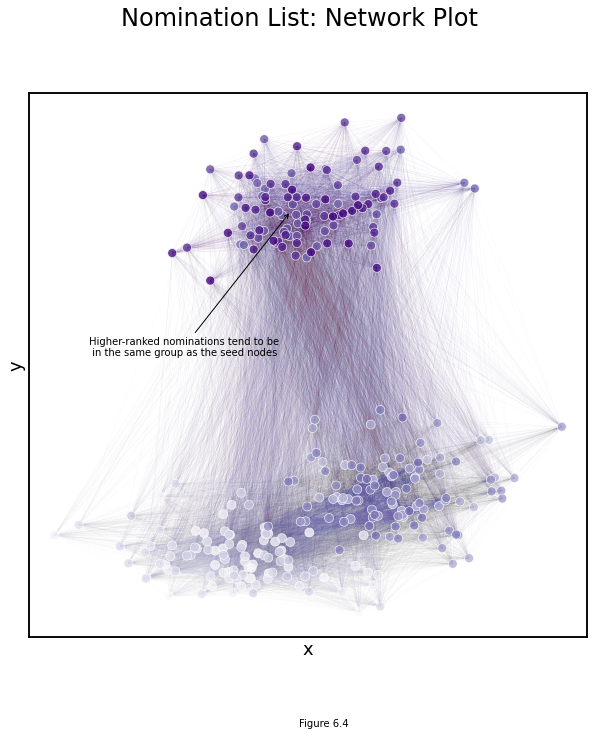 Nomination List: Network Plot
Higher-ranked nominations tend to be
in the same group as the seed nodes
y
x
Figure 6.4